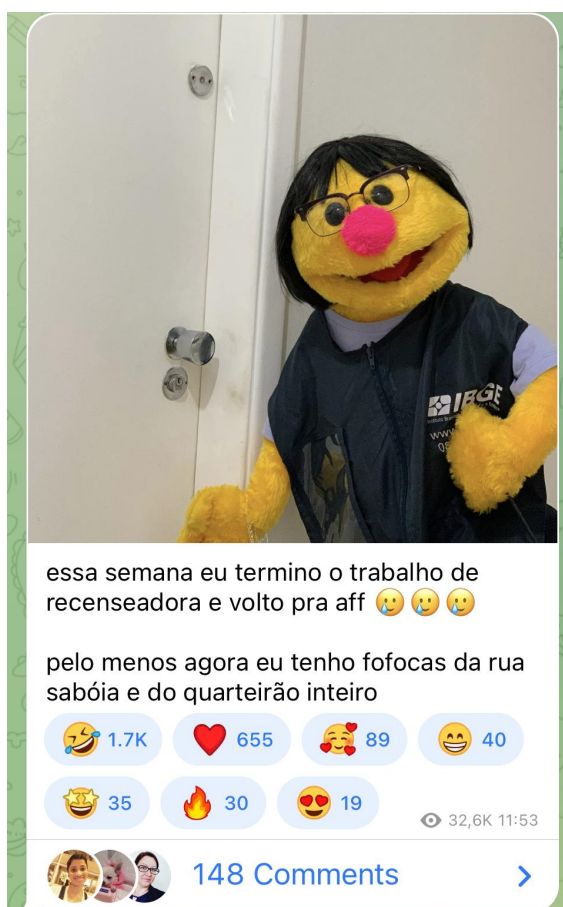 IBGE
www
essa semana eu termino o trabalho de
recenseadora e volto pra aff 🥲 🥲 🥲
pelo menos agora eu tenho fofocas da rua
sabóia e do quarteirão inteiro
🤣 1.7K ❤️ 655 🥰 89 😁 40
🤩 35 🔥 30 😍 19
32,6K 11:53
148 Comments